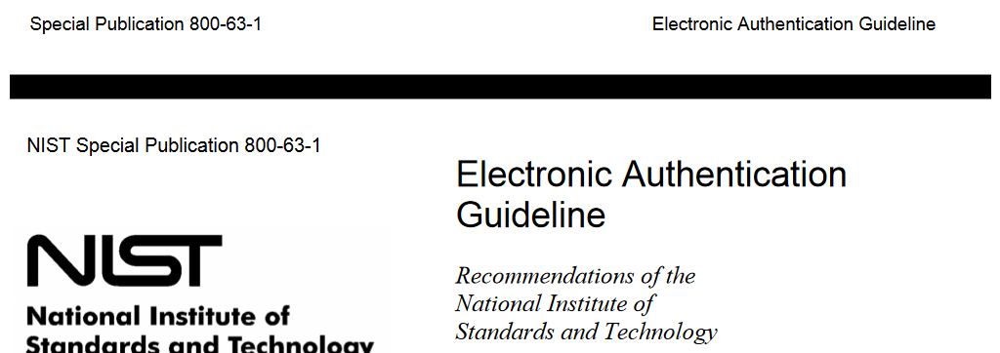 Special Publication 800-63-1 Electronic Authentication Guideline
NIST Special Publication 800-63-1
Electronic Authentication
Guideline
NIST
National Institute of
Standards and Technology
Recommendations of the
National Institute of
Standards and Technology